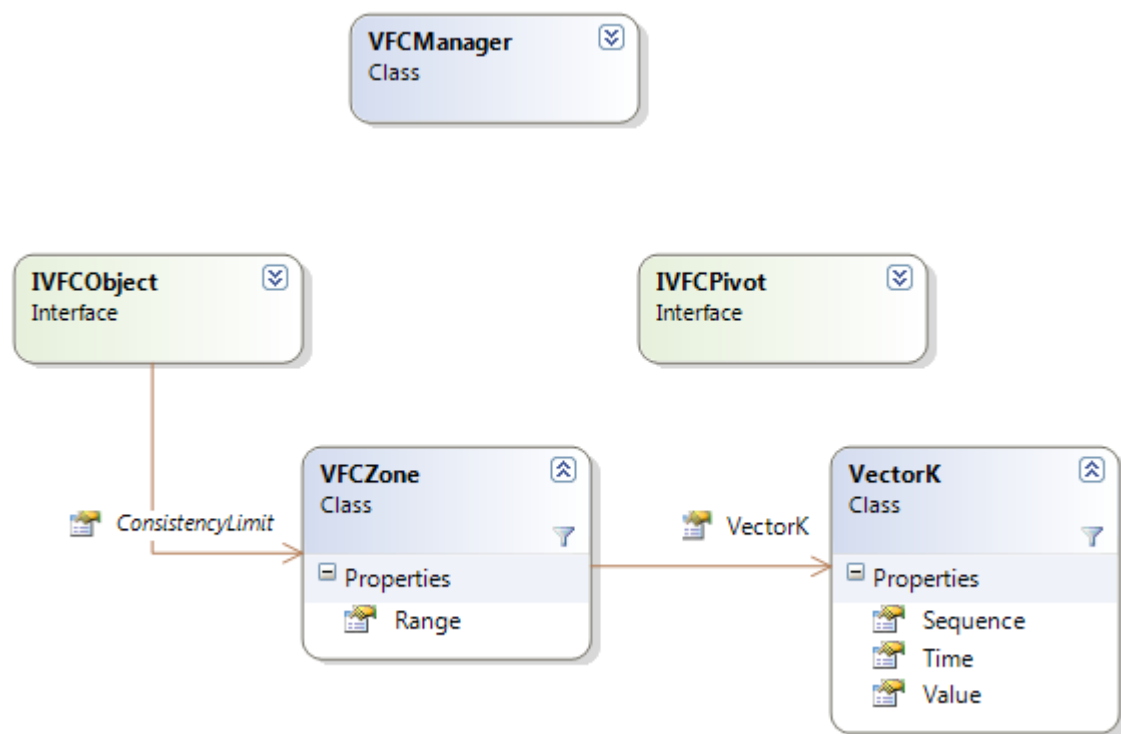 VFCManager
Class
IVFCObject
Interface
IVFCPivot
Interface
ConsistencyLimit
VFCZone
Class
Properties
Range
VectorK
VectorK
Class
Properties
Sequence
Time
Value